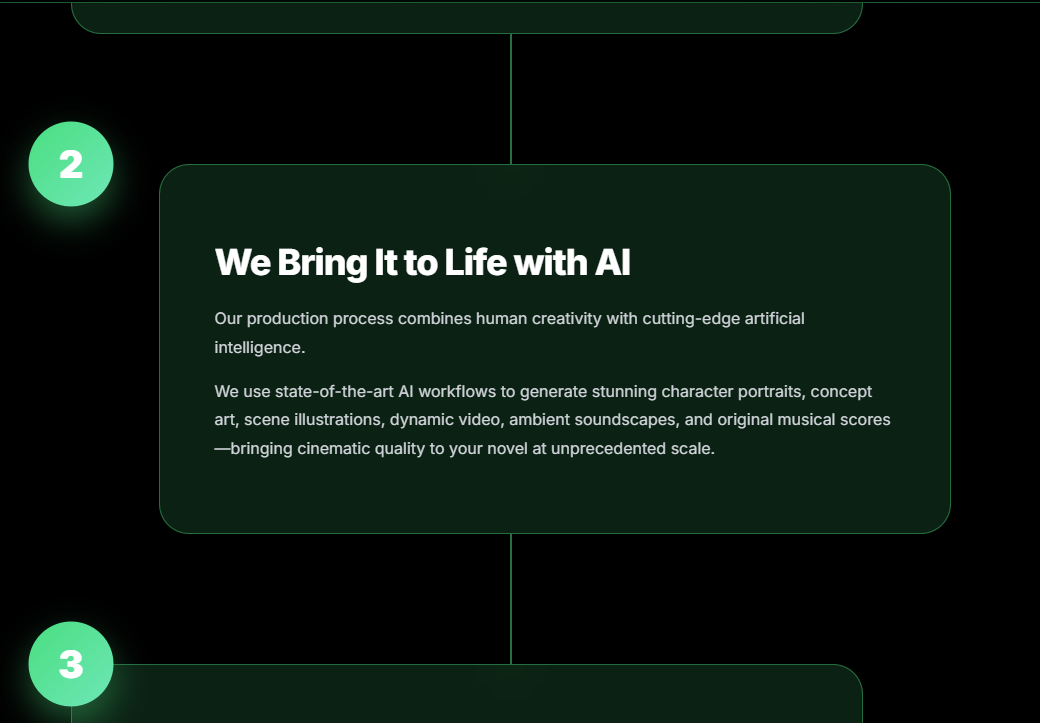 2
We Bring It to Life with AI
Our production process combines human creativity with cutting-edge artificial
intelligence.
We use state-of-the-art AI workflows to generate stunning character portraits, concept
art, scene illustrations, dynamic video, ambient soundscapes, and original musical scores
—bringing cinematic quality to your novel at unprecedented scale.
3